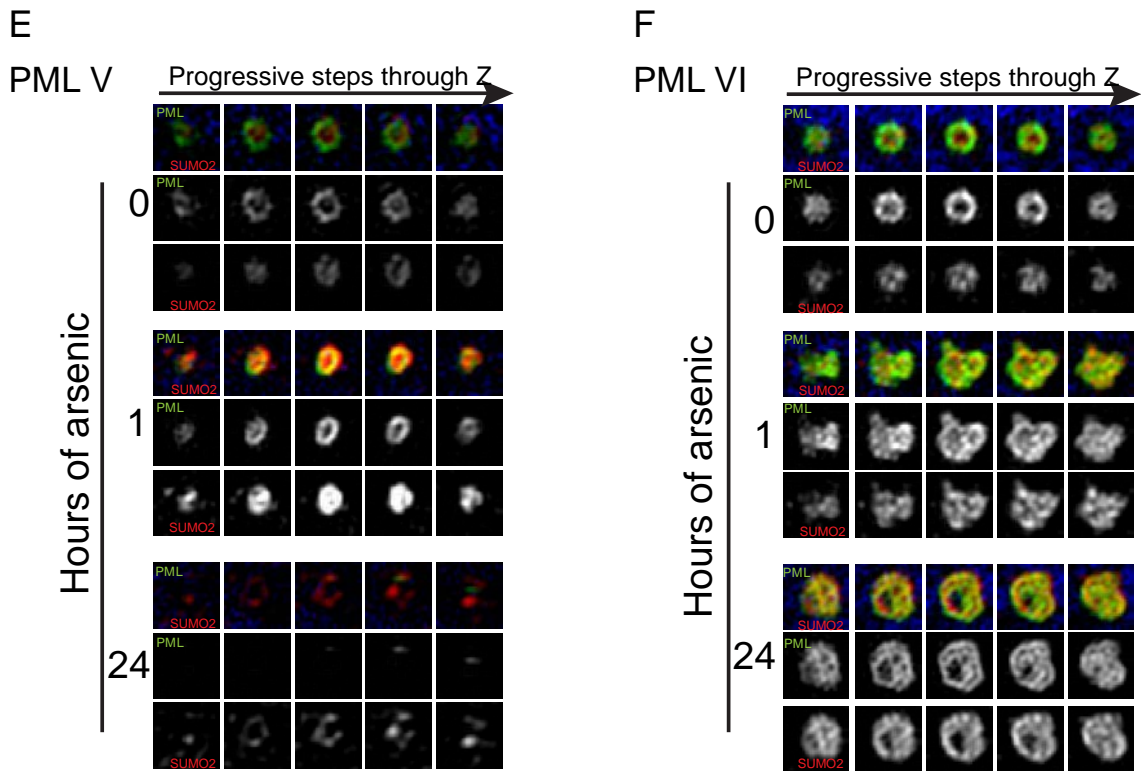 E
PML V
Progressive steps through Z
Hours of arsenic
PML
SUMO2
0
PML
SUMO2
PML
SUMO2
1
PML
SUMO2
PML
SUMO2
24
PML
SUMO2
F
PML VI
Progressive steps through Z
Hours of arsenic
PML
SUMO2
0
PML
SUMO2
PML
SUMO2
1
PML
SUMO2
PML
SUMO2
24
PML
SUMO2